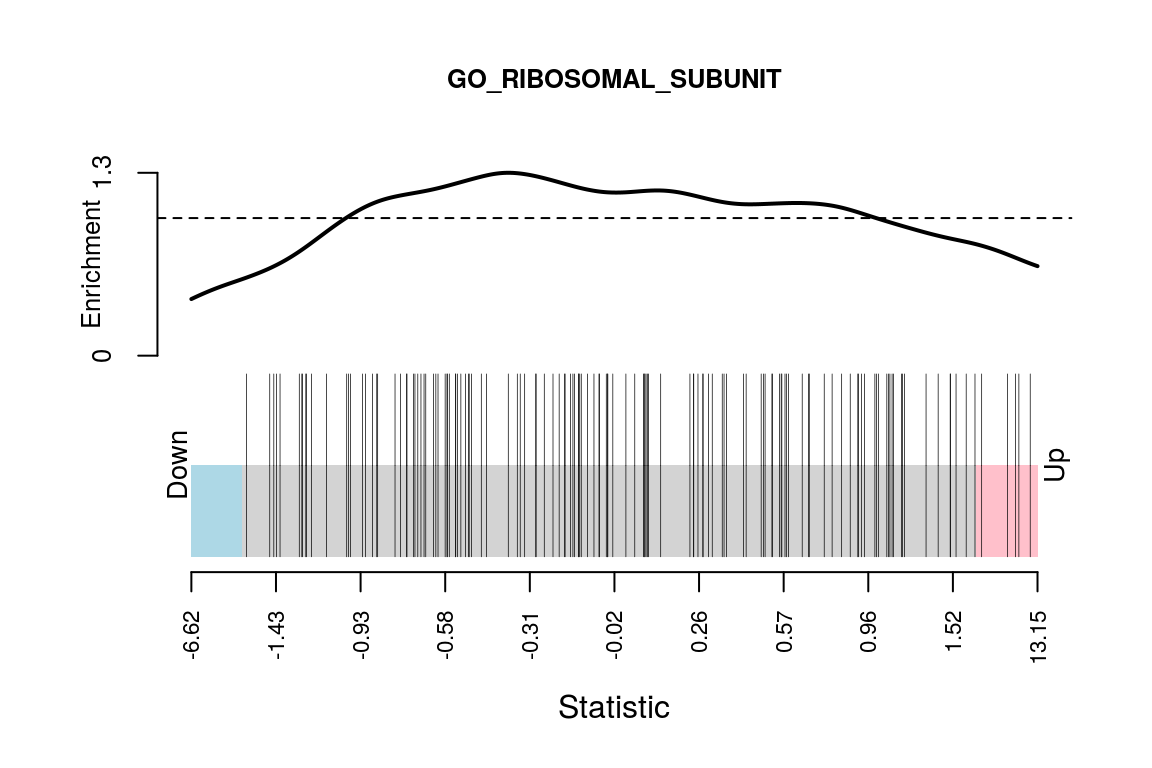 GO_RIBOSOMAL_SUBUNIT
Enrichment
1.3
0
Down
Up
-6.62
-1.43
-0.93
-0.58
-0.31
-0.02
0.26
0.57
0.96
1.52
13.15
Statistic